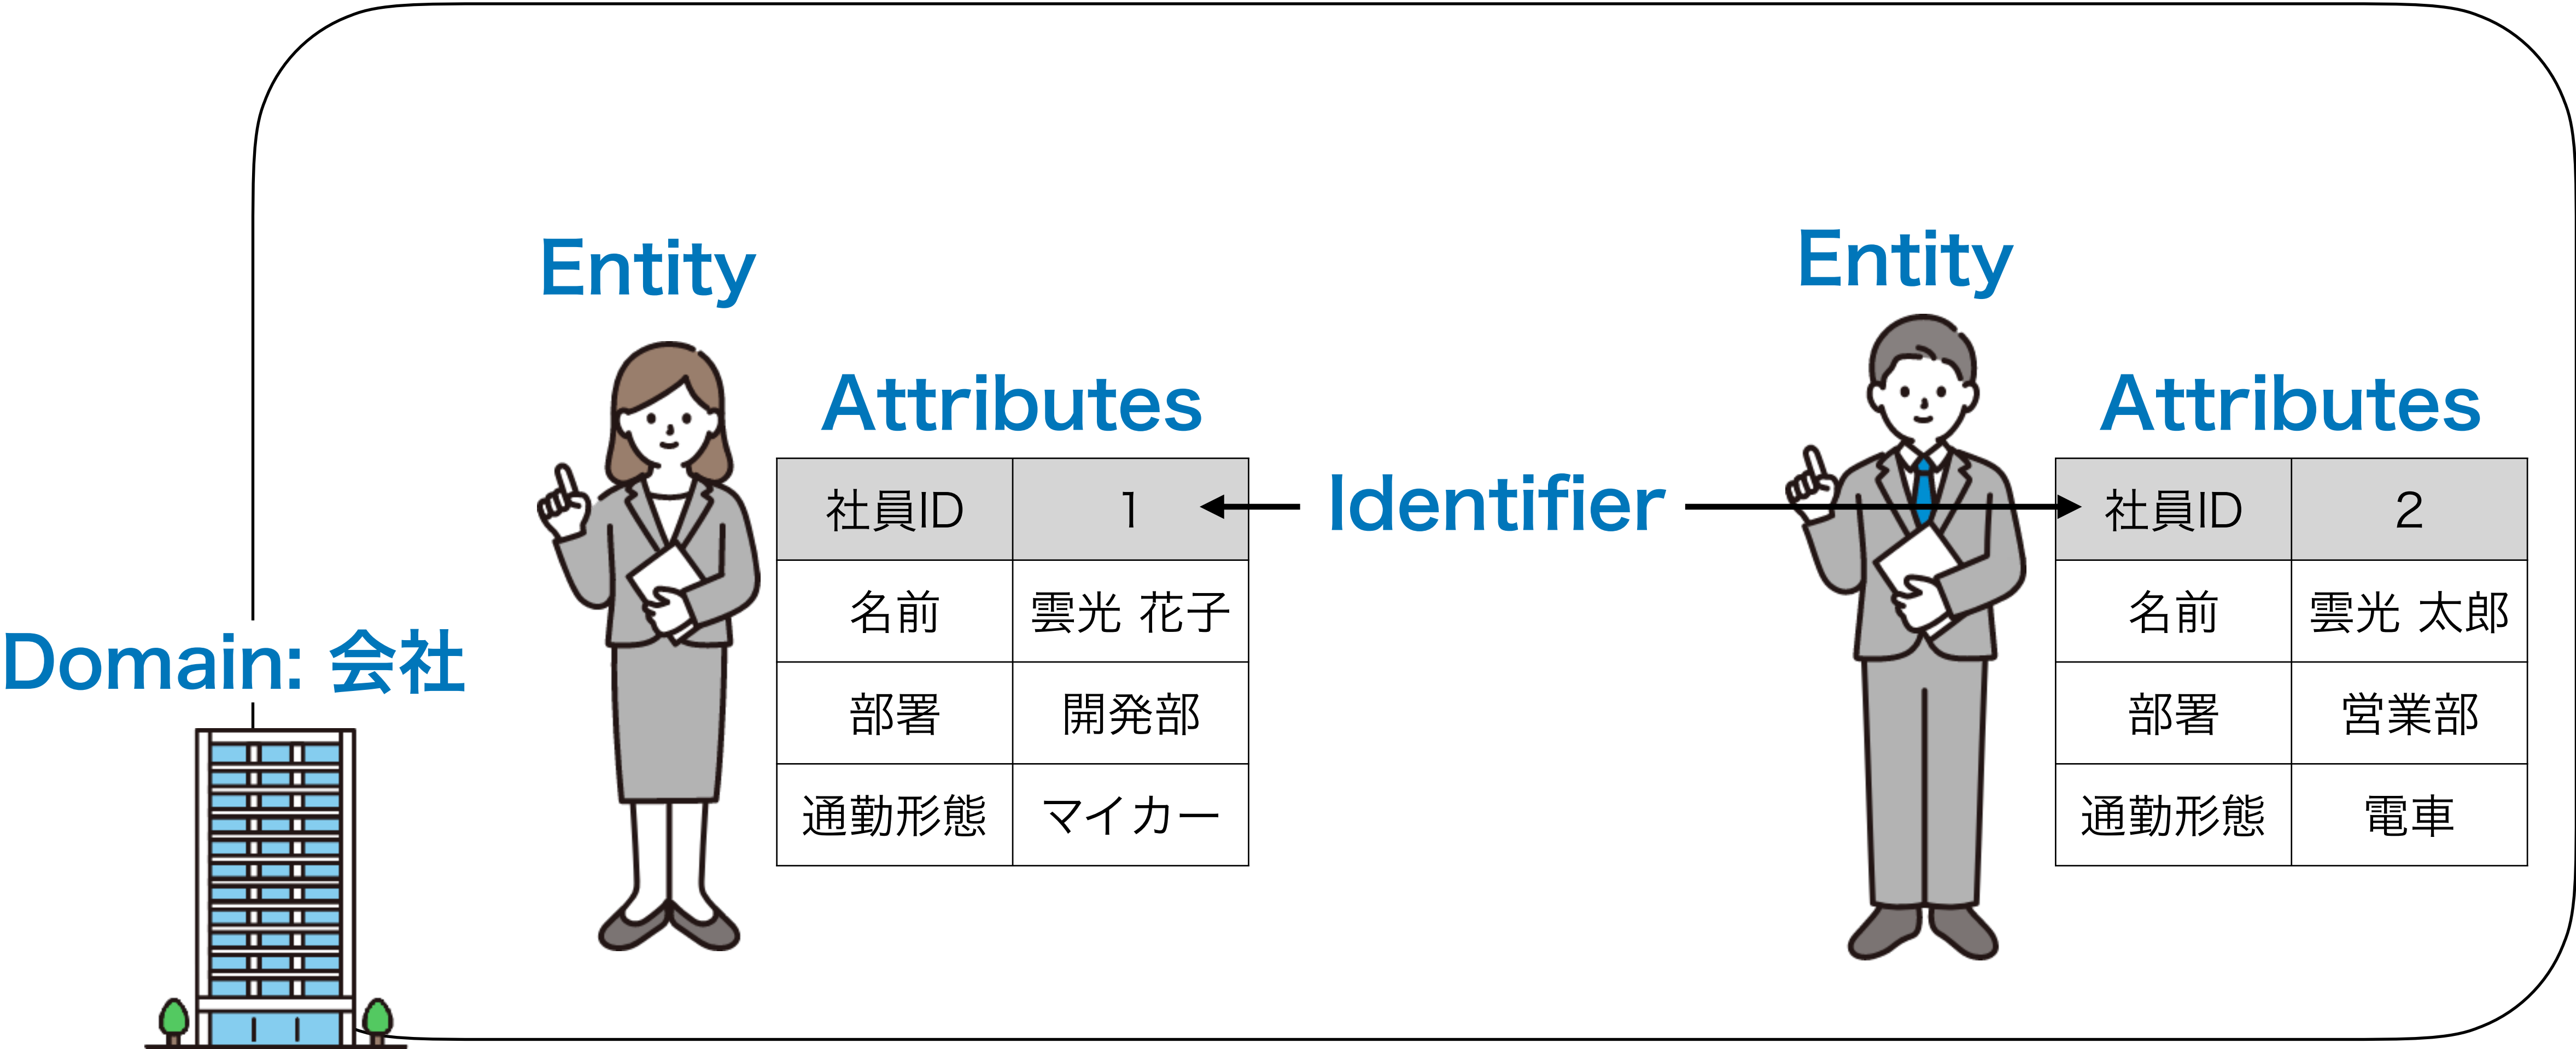 Entity
Entity
Attributes
Attributes
Identifier
社員ID 1
名前 雲光 花子
部署 開発部
通勤形態 マイカー
社員ID 2
名前 雲光 太郎
部署 営業部
通勤形態 電車
Domain: 会社